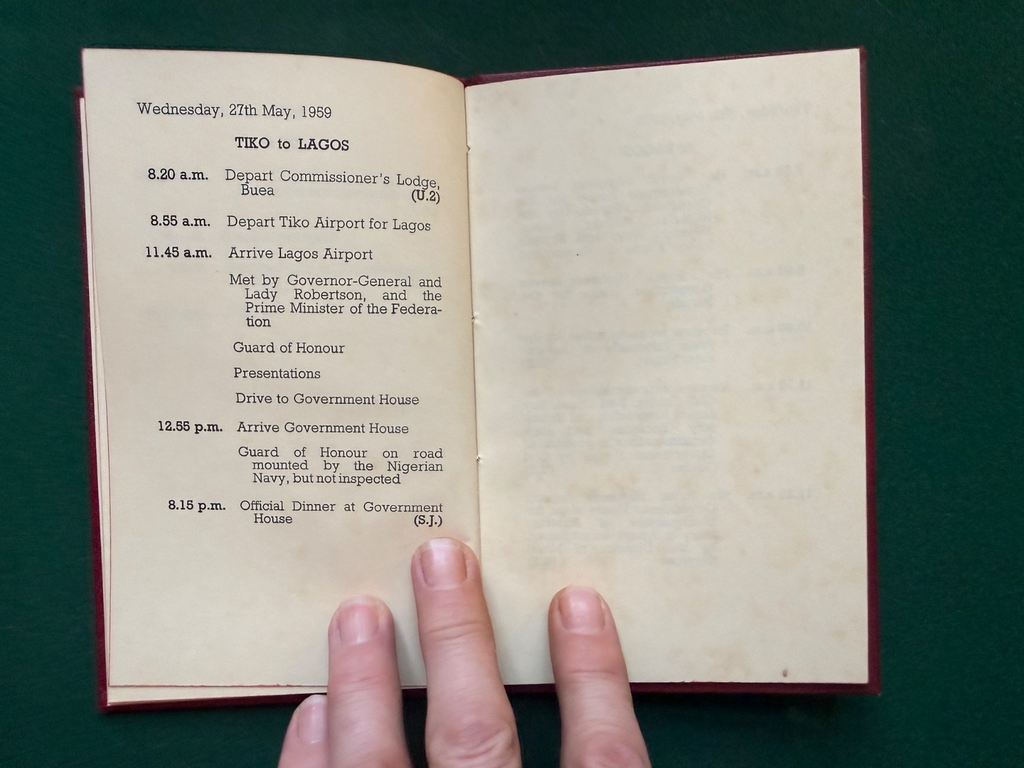 Wednesday, 27th May, 1959
TIKO to LAGOS
8.20 a.m. Depart Commissioner's Lodge,
Buea (U.2)
8.55 a.m. Depart Tiko Airport for Lagos
11.45 a.m. Arrive Lagos Airport
Met by Governor-General and
Lady Robertson, and the
Prime Minister of the Federa-
tion
Guard of Honour
Presentations
Drive to Government House
12.55 p.m. Arrive Government House
Guard of Honour on road
mounted by the Nigerian
Navy, but not inspected
8.15 p.m. Official Dinner at Government
House (S.J.)